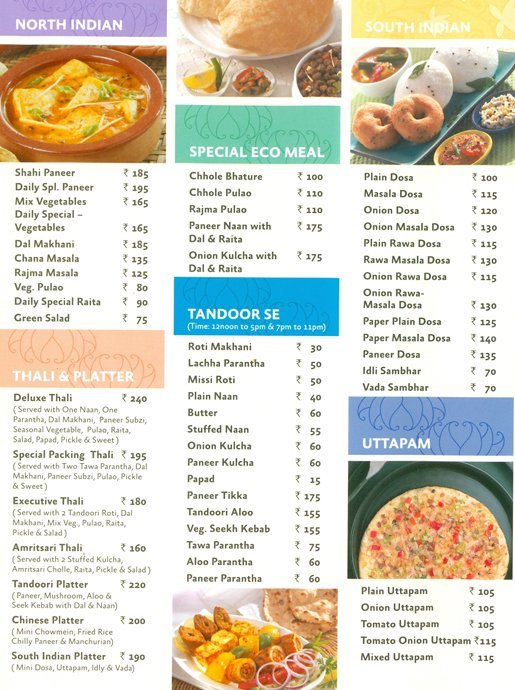 NORTH INDIAN
Shahi Paneer ₹ 185
Daily Spl. Paneer ₹ 195
Mix Vegetables ₹ 165
Daily Special –
Vegetables ₹ 165
Dal Makhani ₹ 185
Chana Masala ₹ 135
Rajma Masala ₹ 125
Veg. Pulao ₹ 80
Daily Special Raita ₹ 90
Green Salad ₹ 75
THALI & PLATTER
Deluxe Thali ₹ 240
( Served with One Naan, One
Parantha, Dal Makhani, Paneer Subzi,
Seasonal Vegetable, Pulao, Raita,
Salad, Papad, Pickle & Sweet )
Special Packing Thali ₹ 195
( Served with Two Tawa Parantha, Dal
Makhani, Paneer Subzi, Pulao, Pickle
& Sweet )
Executive Thali ₹ 180
( Served with 2 Tandoori Roti, Dal
Makhani, Mix Veg., Pulao, Raita,
Pickle & Salad )
Amritsari Thali ₹ 160
( Served with 2 Stuffed Kulcha,
Amritsari Cholle, Raita, Pickle & Salad )
Tandoori Platter ₹ 220
( Paneer, Mushroom, Aloo &
Seek Kebab with Dal & Naan)
Chinese Platter ₹ 200
( Mini Chowmein, Fried Rice
Chilly Paneer & Manchurian)
South Indian Platter ₹ 190
( Mini Dosa, Uttapam, Idly & Vada)
SPECIAL ECO MEAL
Chhole Bhature ₹ 100
Chhole Pulao ₹ 110
Rajma Pulao ₹ 110
Paneer Naan with ₹ 175
Dal & Raita
Onion Kulcha with ₹ 175
Dal & Raita
TANDOOR SE
(Time: 12noon to 5pm & 7pm to 11pm)
Roti Makhani ₹ 30
Lachha Parantha ₹ 50
Missi Roti ₹ 50
Plain Naan ₹ 40
Butter ₹ 60
Stuffed Naan ₹ 55
Onion Kulcha ₹ 60
Paneer Kulcha ₹ 60
Papad ₹ 15
Paneer Tikka ₹ 175
Tandoori Aloo ₹ 155
Veg. Seekh Kebab ₹ 155
Tawa Parantha ₹ 75
Aloo Parantha ₹ 60
Paneer Parantha ₹ 60
SOUTH INDIAN
Plain Dosa ₹ 100
Masala Dosa ₹ 115
Onion Dosa ₹ 120
Onion Masala Dosa ₹ 130
Plain Rawa Dosa ₹ 115
Rawa Masala Dosa ₹ 130
Onion Rawa Dosa ₹ 115
Onion Rawa-
Masala Dosa ₹ 130
Paper Plain Dosa ₹ 125
Paper Masala Dosa ₹ 140
Paneer Dosa ₹ 135
Idli Sambhar ₹ 70
Vada Sambhar ₹ 70
UTTAPAM
Plain Uttapam ₹ 105
Onion Uttapam ₹ 105
Tomato Uttapam ₹ 105
Tomato Onion Uttapam ₹115
Mixed Uttapam ₹ 115